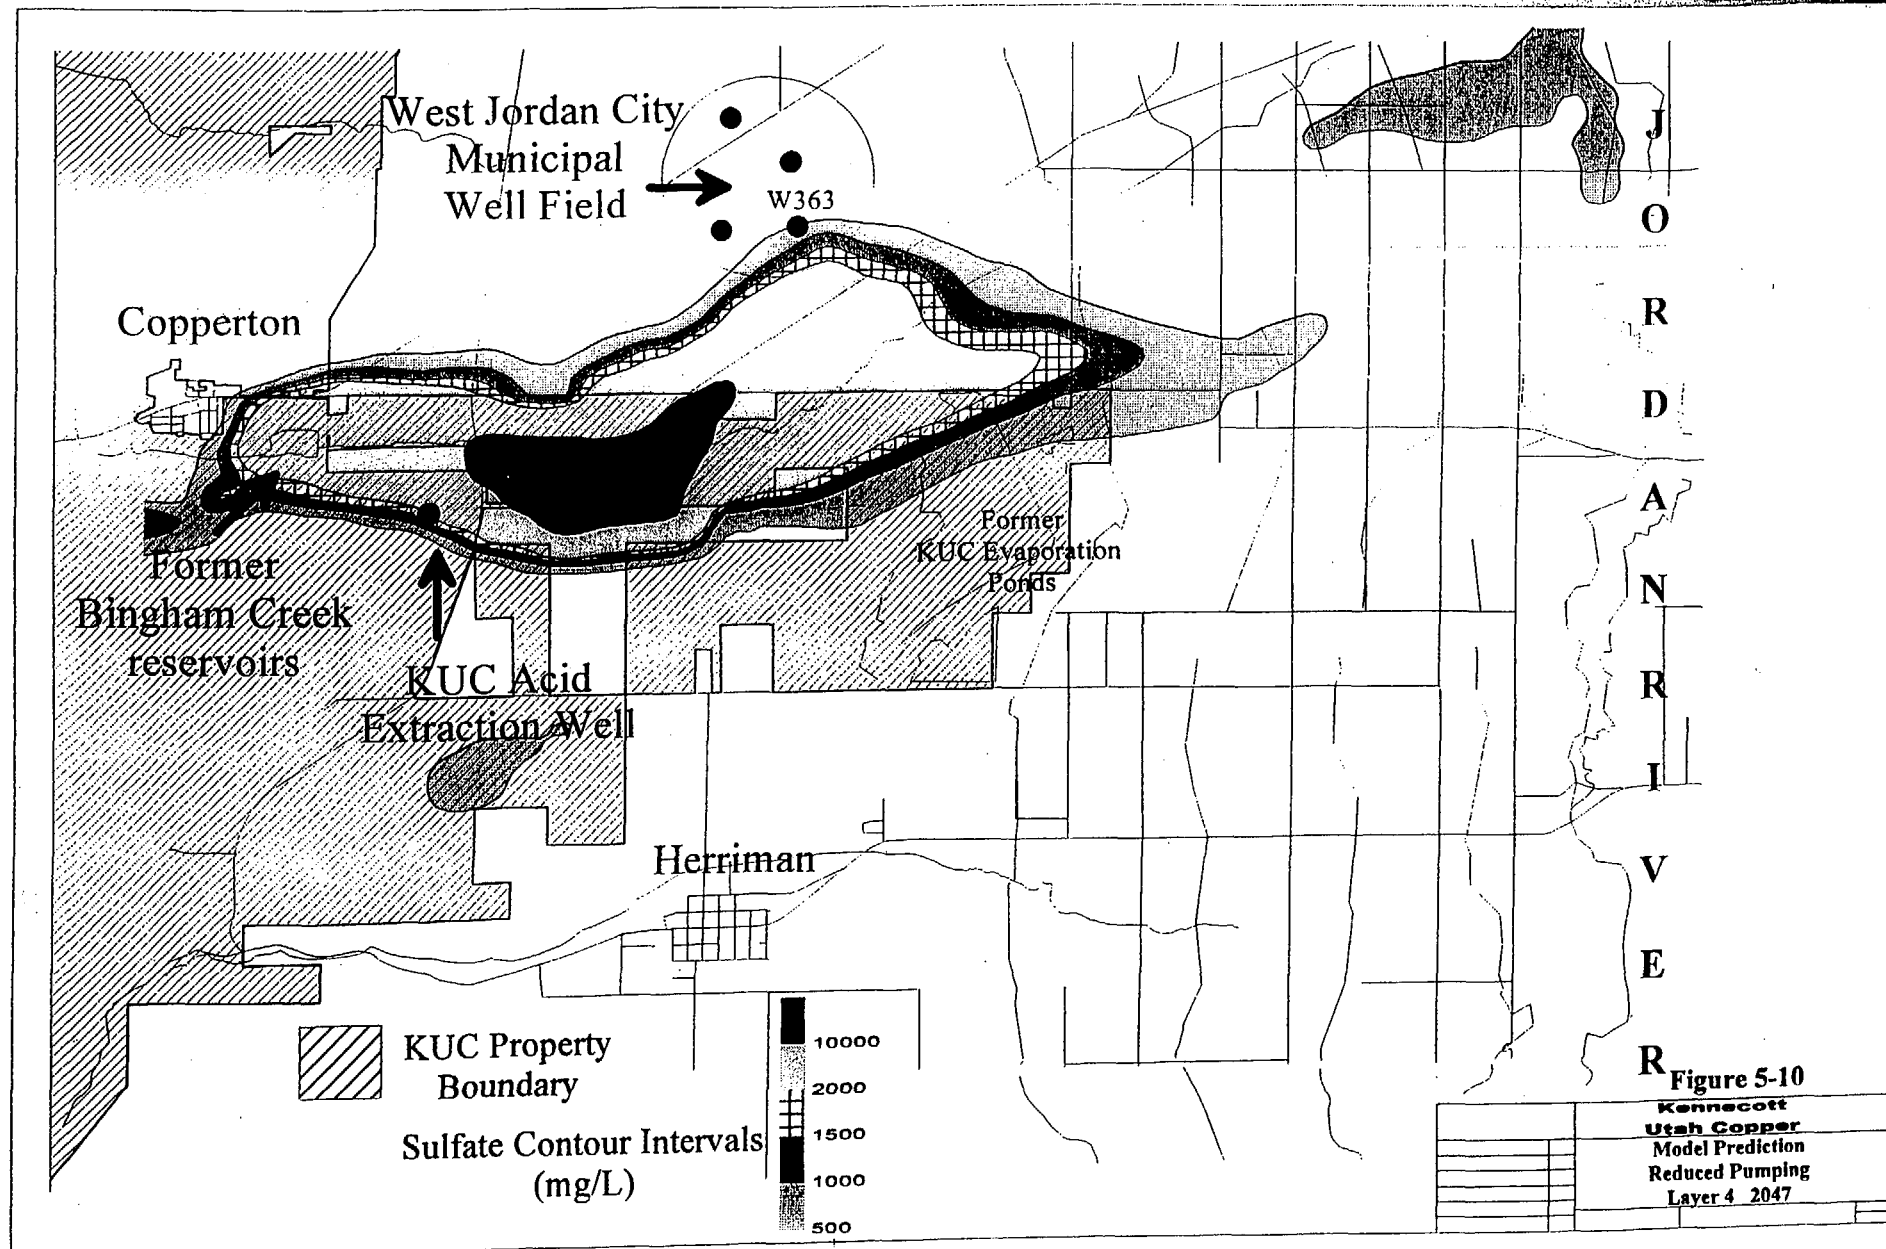 West Jordan City
Municipal
Well Field
W363
Copperton
J
O
R
D
A
N
R
I
V
E
R
Former
KUC Evaporation
Ponds
Former
Bingham Creek
reservoirs
KUC Acid
Extraction Well
Herriman
KUC Property
Boundary
Sulfate Contour Intervals
(mg/L)
10000
2000
1500
1000
500
Figure 5-10
Kennecott
Utah Copper
Model Prediction
Reduced Pumping
Layer 4 2047